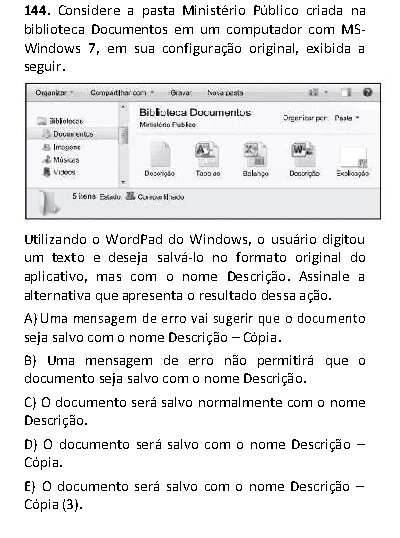 144. Considere a pasta Ministério Público criada na
biblioteca Documentos em um computador com MS-
Windows 7, em sua configuração original, exibida a
seguir.
Organizar Compartilhar com Gravar Nova pasta
Biblioteca Documentos
Ministério Público
Organizar por: Pasta
Bibliotecas
Documentos
Imagens
Músicas
Vídeos
Descrição Tabelas Balanço Descrição Explicação
5 itens Estado: Compartilhado
Utilizando o WordPad do Windows, o usuário digitou
um texto e deseja salvá-lo no formato original do
aplicativo, mas com o nome Descrição. Assinale a
alternativa que apresenta o resultado dessa ação.
A) Uma mensagem de erro vai sugerir que o documento
seja salvo com o nome Descrição – Cópia.
B) Uma mensagem de erro não permitirá que o
documento seja salvo com o nome Descrição.
C) O documento será salvo normalmente com o nome
Descrição.
D) O documento será salvo com o nome Descrição –
Cópia.
E) O documento será salvo com o nome Descrição –
Cópia (3).